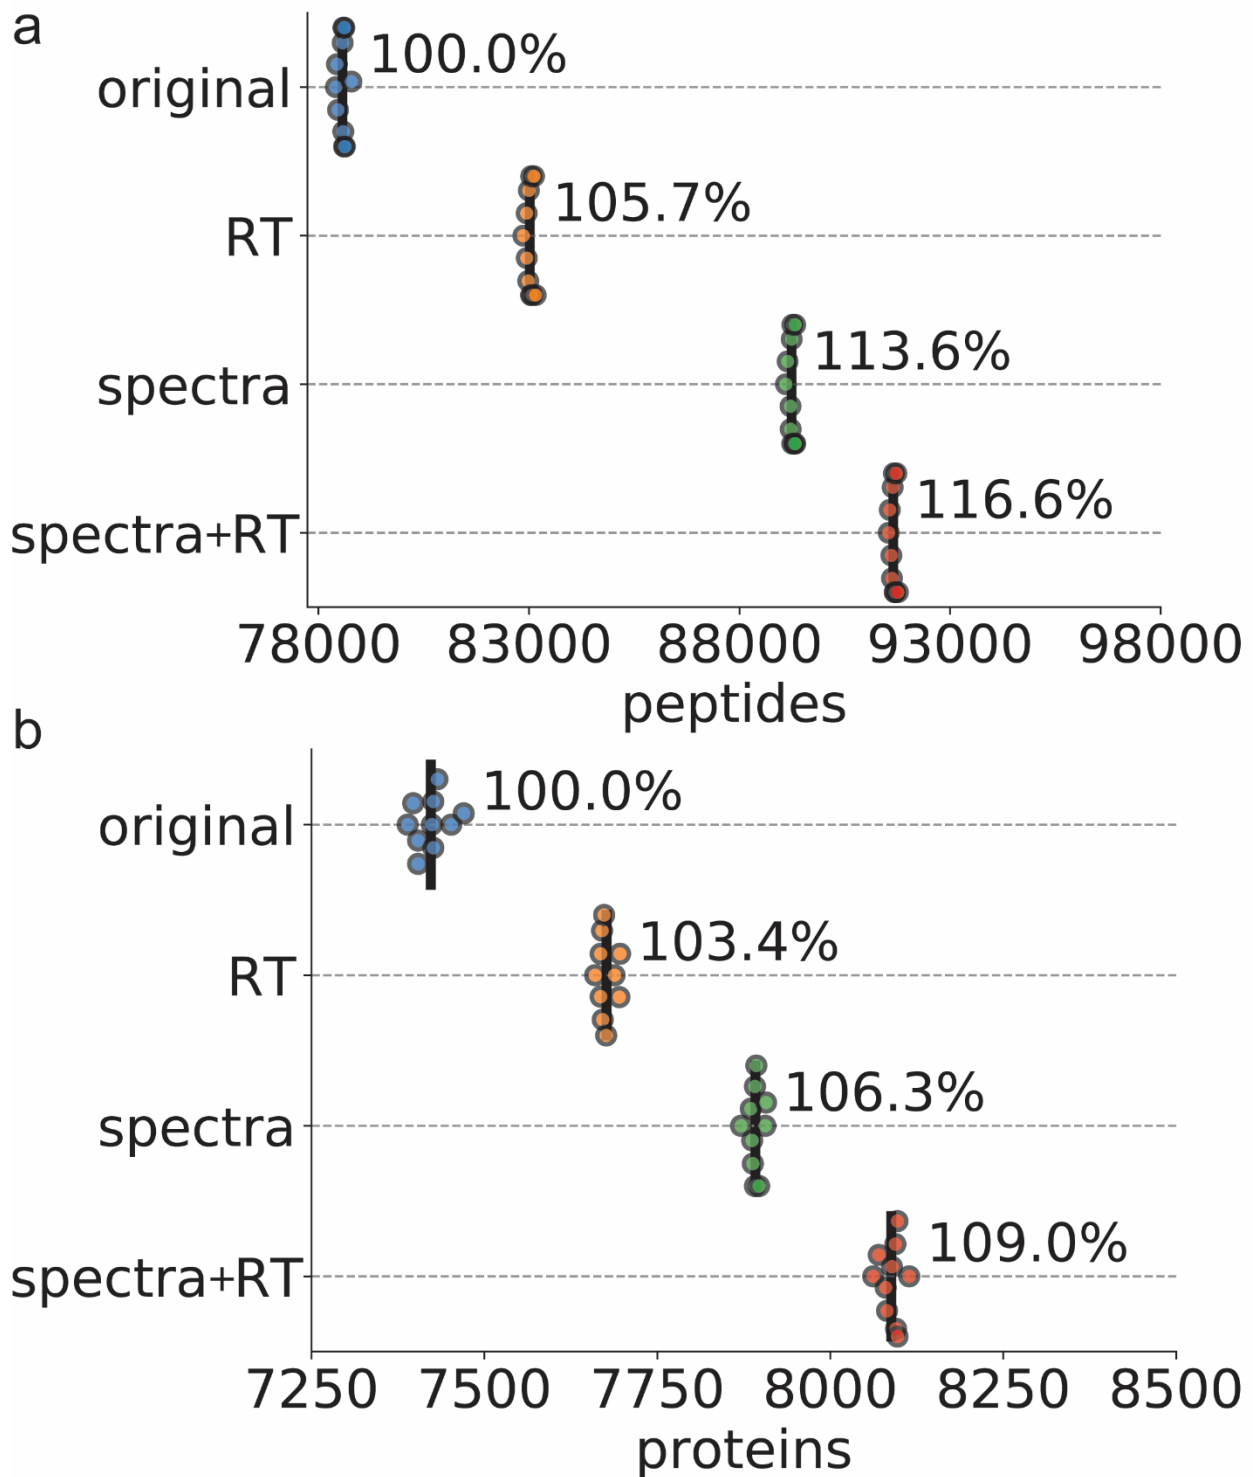 a
original
100.0%
RT
105.7%
spectra
113.6%
spectra+RT
116.6%
78000 83000 88000 93000 98000
peptides
b
original
100.0%
RT
103.4%
spectra
106.3%
spectra+RT
109.0%
7250 7500 7750 8000 8250 8500
proteins